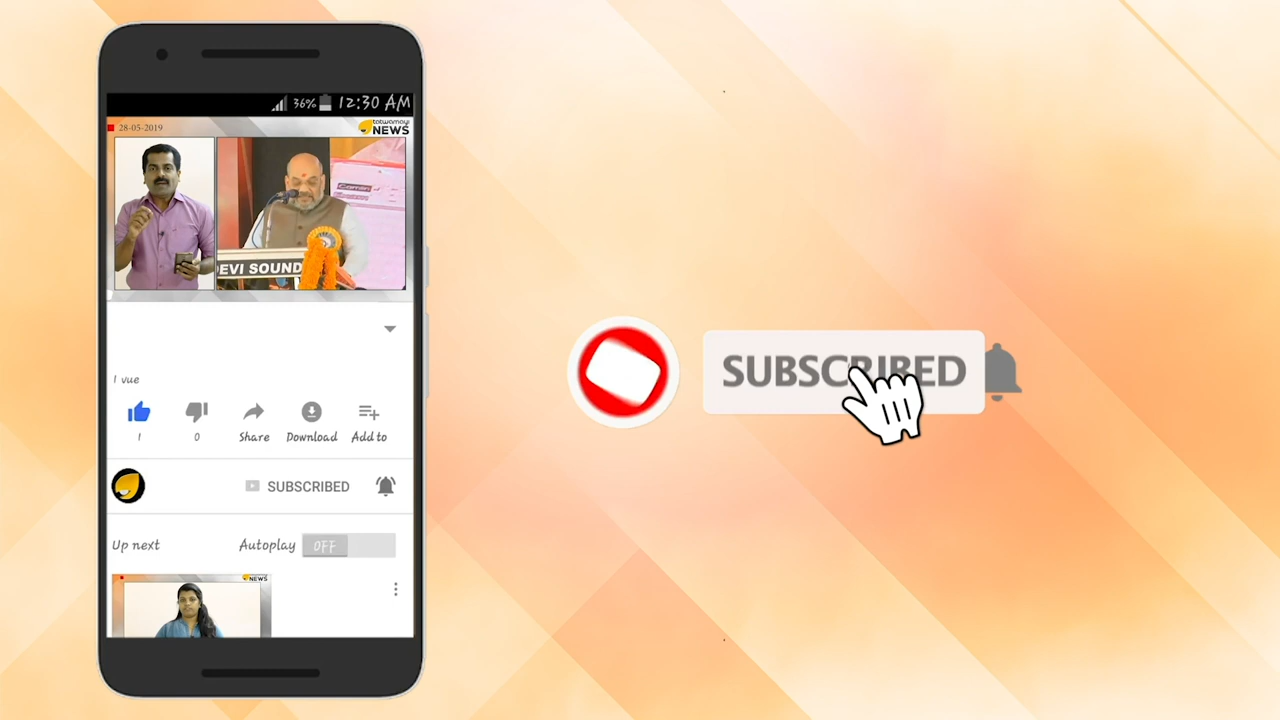 36% 12:30 AM
28-05-2019
tatwamayi
NEWS
DEVI SOUND
1 vue
1
0
Share
Download
Add to
SUBSCRIBED
Up next
Autoplay
OFF
NEWS
SUBSCRIBED